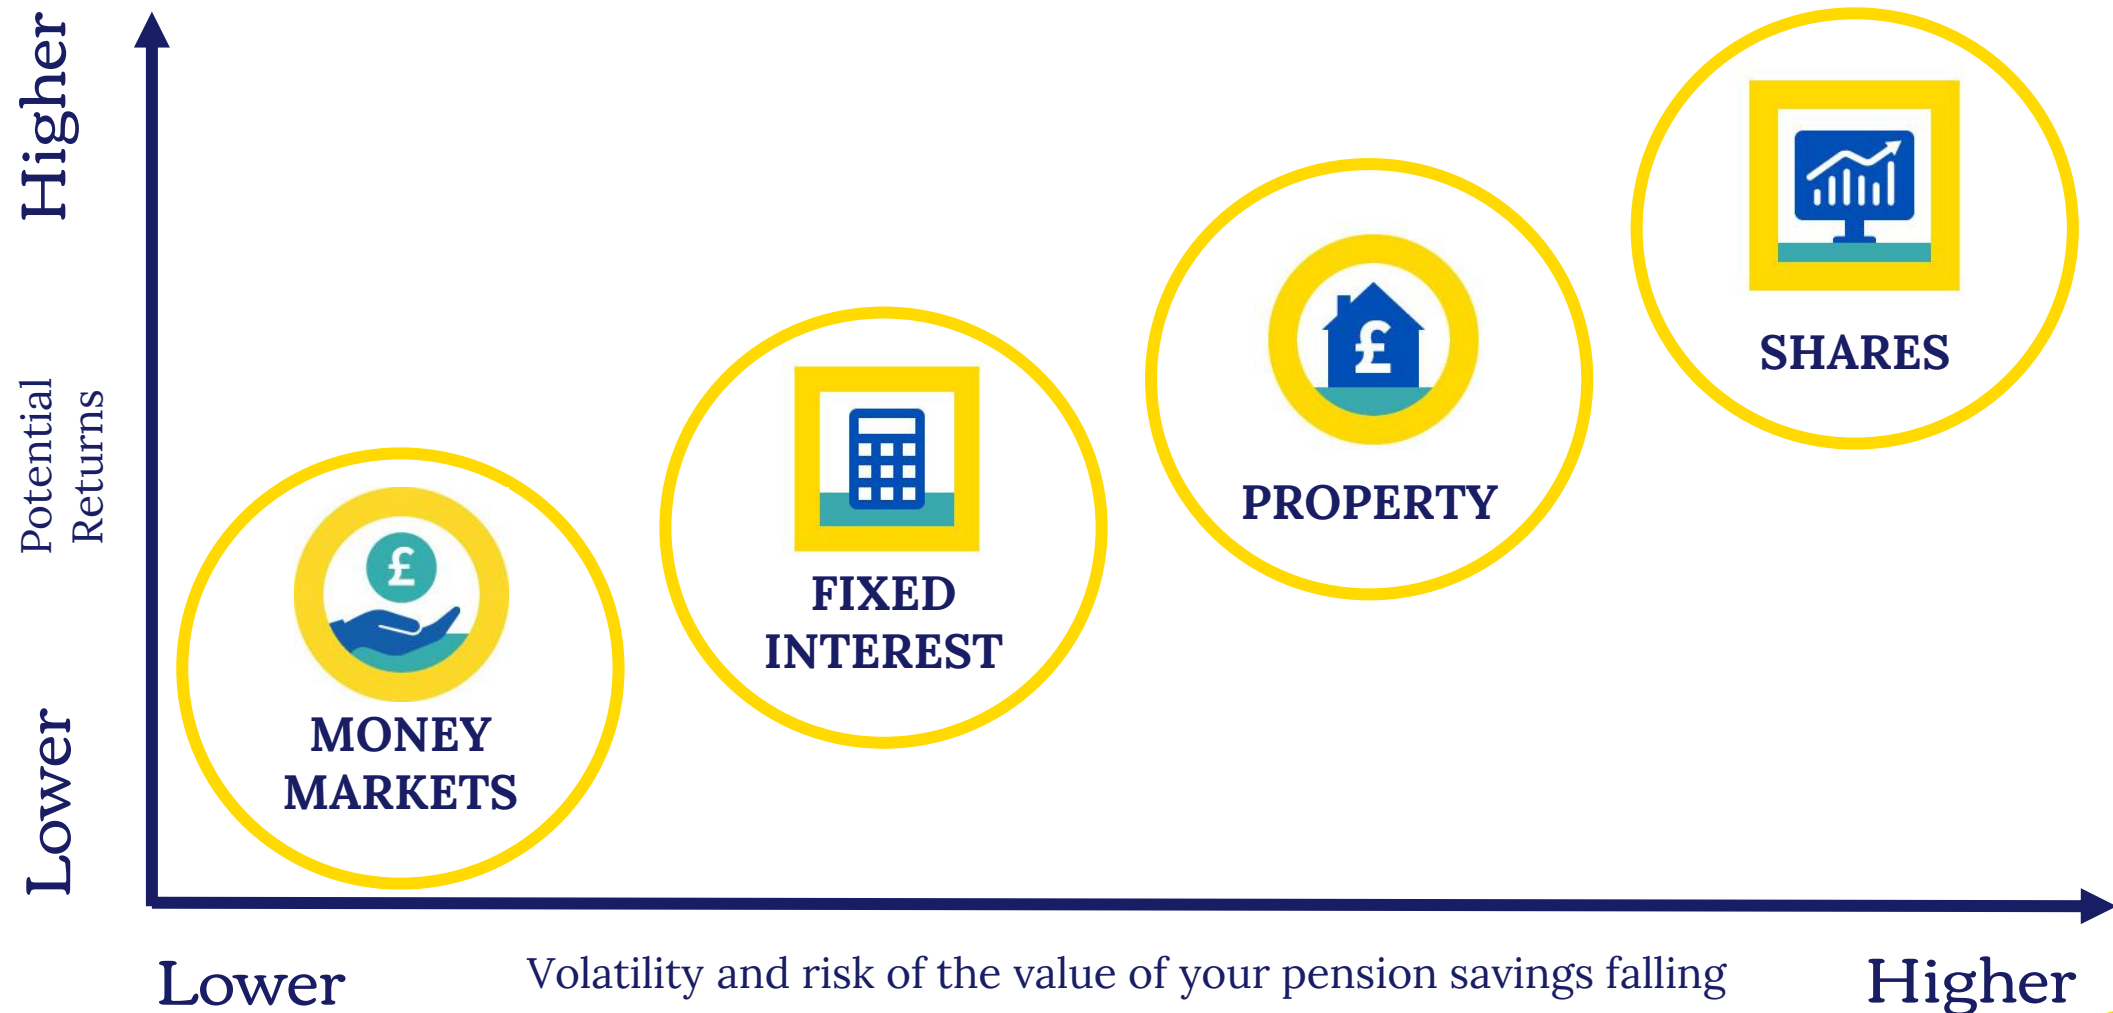 Higher
Potential
Returns
Lower
£
MONEY
MARKETS
FIXED
INTEREST
£
PROPERTY
SHARES
Lower
Volatility and risk of the value of your pension savings falling
Higher